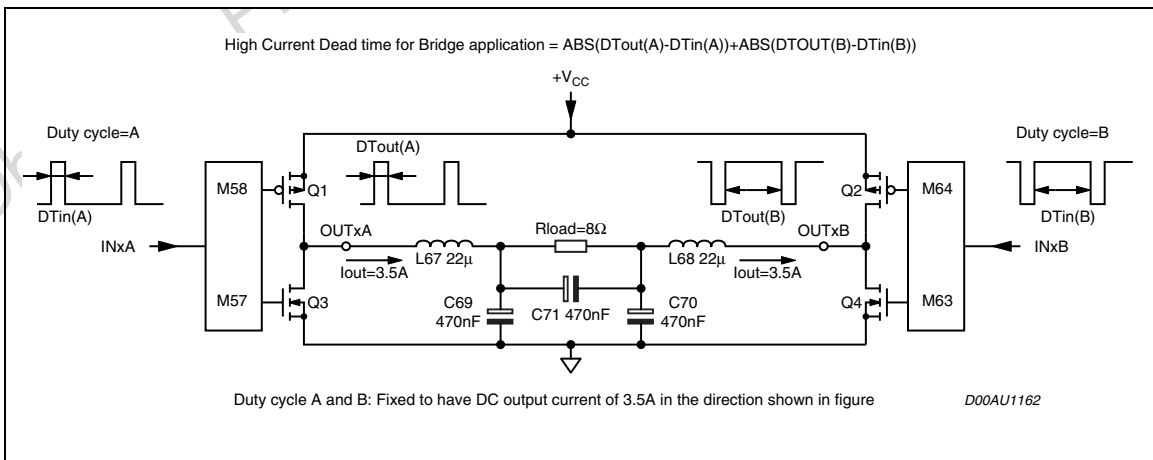 High Current Dead time for Bridge application = ABS(DTout(A)-DTin(A))+ABS(DTOUT(B)-DTin(B))
+VCC
Duty cycle=A
DTout(A)
Duty cycle=B
M58
Q1
Q2
M64
DTin(A)
DTout(B)
DTin(B)
OUTxA
Rload=8Ω
OUTxB
INxA
INxB
L67 22µ
L68 22µ
Iout=3.5A
Iout=3.5A
M57
Q3
C69
470nF
C71 470nF
C70
470nF
Q4
M63
Duty cycle A and B: Fixed to have DC output current of 3.5A in the direction shown in figure
D00AU1162